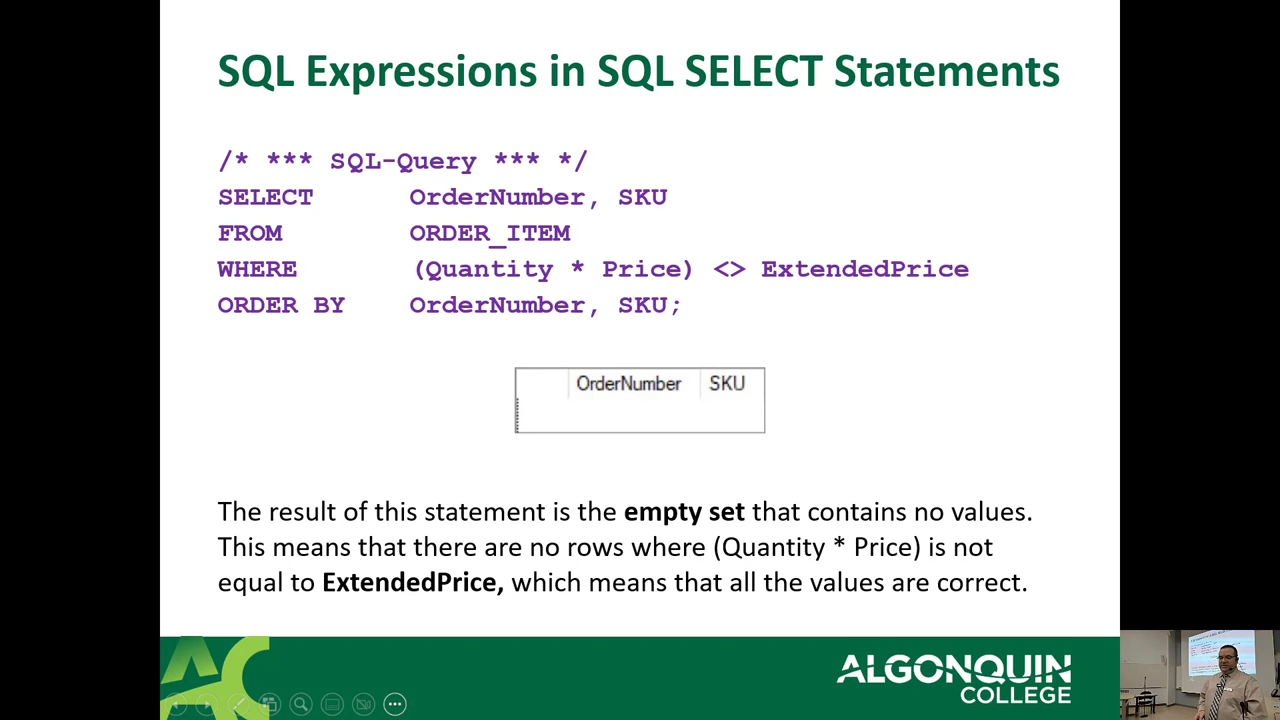 SQL Expressions in SQL SELECT Statements
/* *** SQL-Query *** */
SELECT OrderNumber, SKU
FROM ORDER_ITEM
WHERE (Quantity * Price) <> ExtendedPrice
ORDER BY OrderNumber, SKU;
OrderNumber SKU
The result of this statement is the empty set that contains no values.
This means that there are no rows where (Quantity * Price) is not
equal to ExtendedPrice, which means that all the values are correct.
AC
ALGONQUIN
COLLEGE